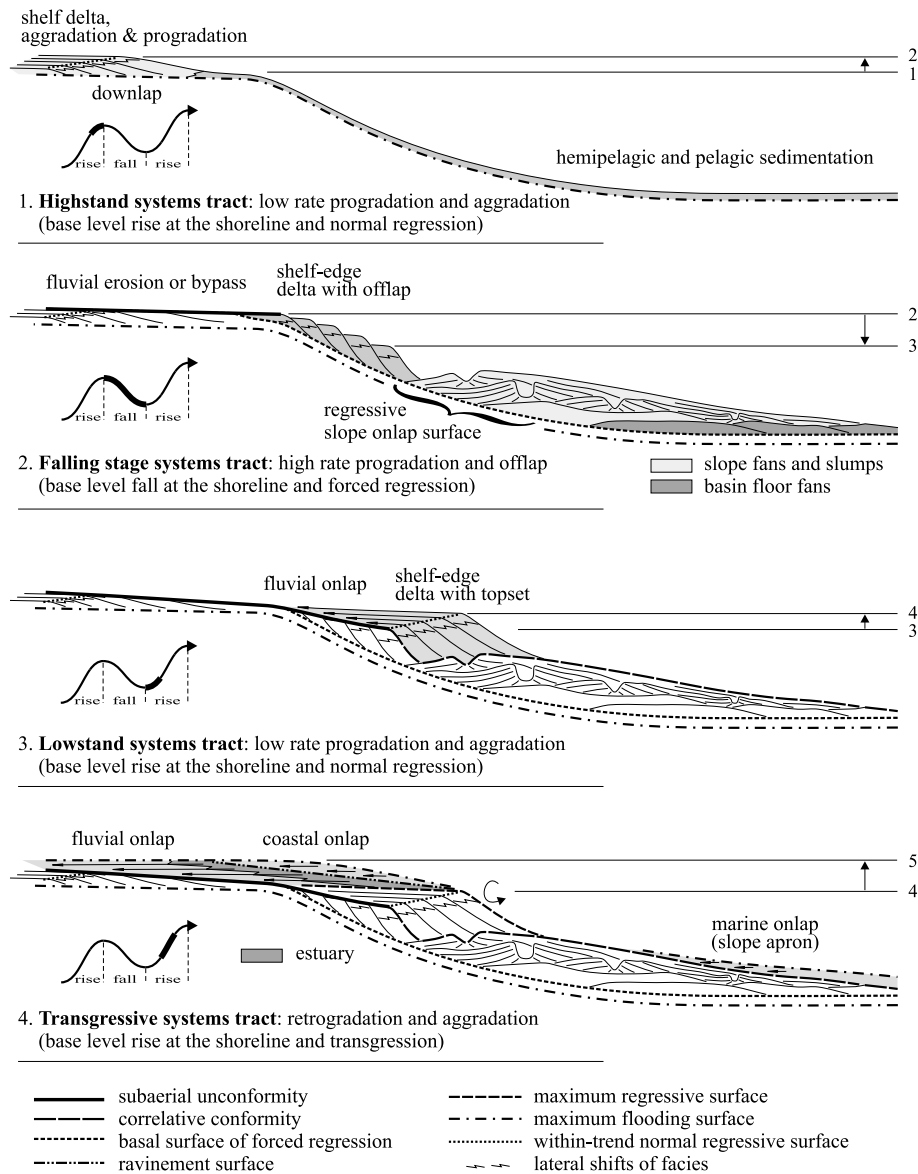 shelf delta,
aggradation & progradation
2
1
downlap
rise fall rise
hemipelagic and pelagic sedimentation
1. Highstand systems tract: low rate progradation and aggradation
(base level rise at the shoreline and normal regression)
fluvial erosion or bypass
shelf-edge
delta with offlap
2
3
rise fall rise
regressive
slope onlap surface
2. Falling stage systems tract: high rate progradation and offlap
(base level fall at the shoreline and forced regression)
slope fans and slumps
basin floor fans
fluvial onlap
shelf-edge
delta with topset
4
3
rise fall rise
3. Lowstand systems tract: low rate progradation and aggradation
(base level rise at the shoreline and normal regression)
fluvial onlap
coastal onlap
5
4
marine onlap
(slope apron)
rise fall rise
estuary
4. Transgressive systems tract: retrogradation and aggradation
(base level rise at the shoreline and transgression)
subaerial unconformity
correlative conformity
basal surface of forced regression
ravinement surface
maximum regressive surface
maximum flooding surface
within-trend normal regressive surface
lateral shifts of facies